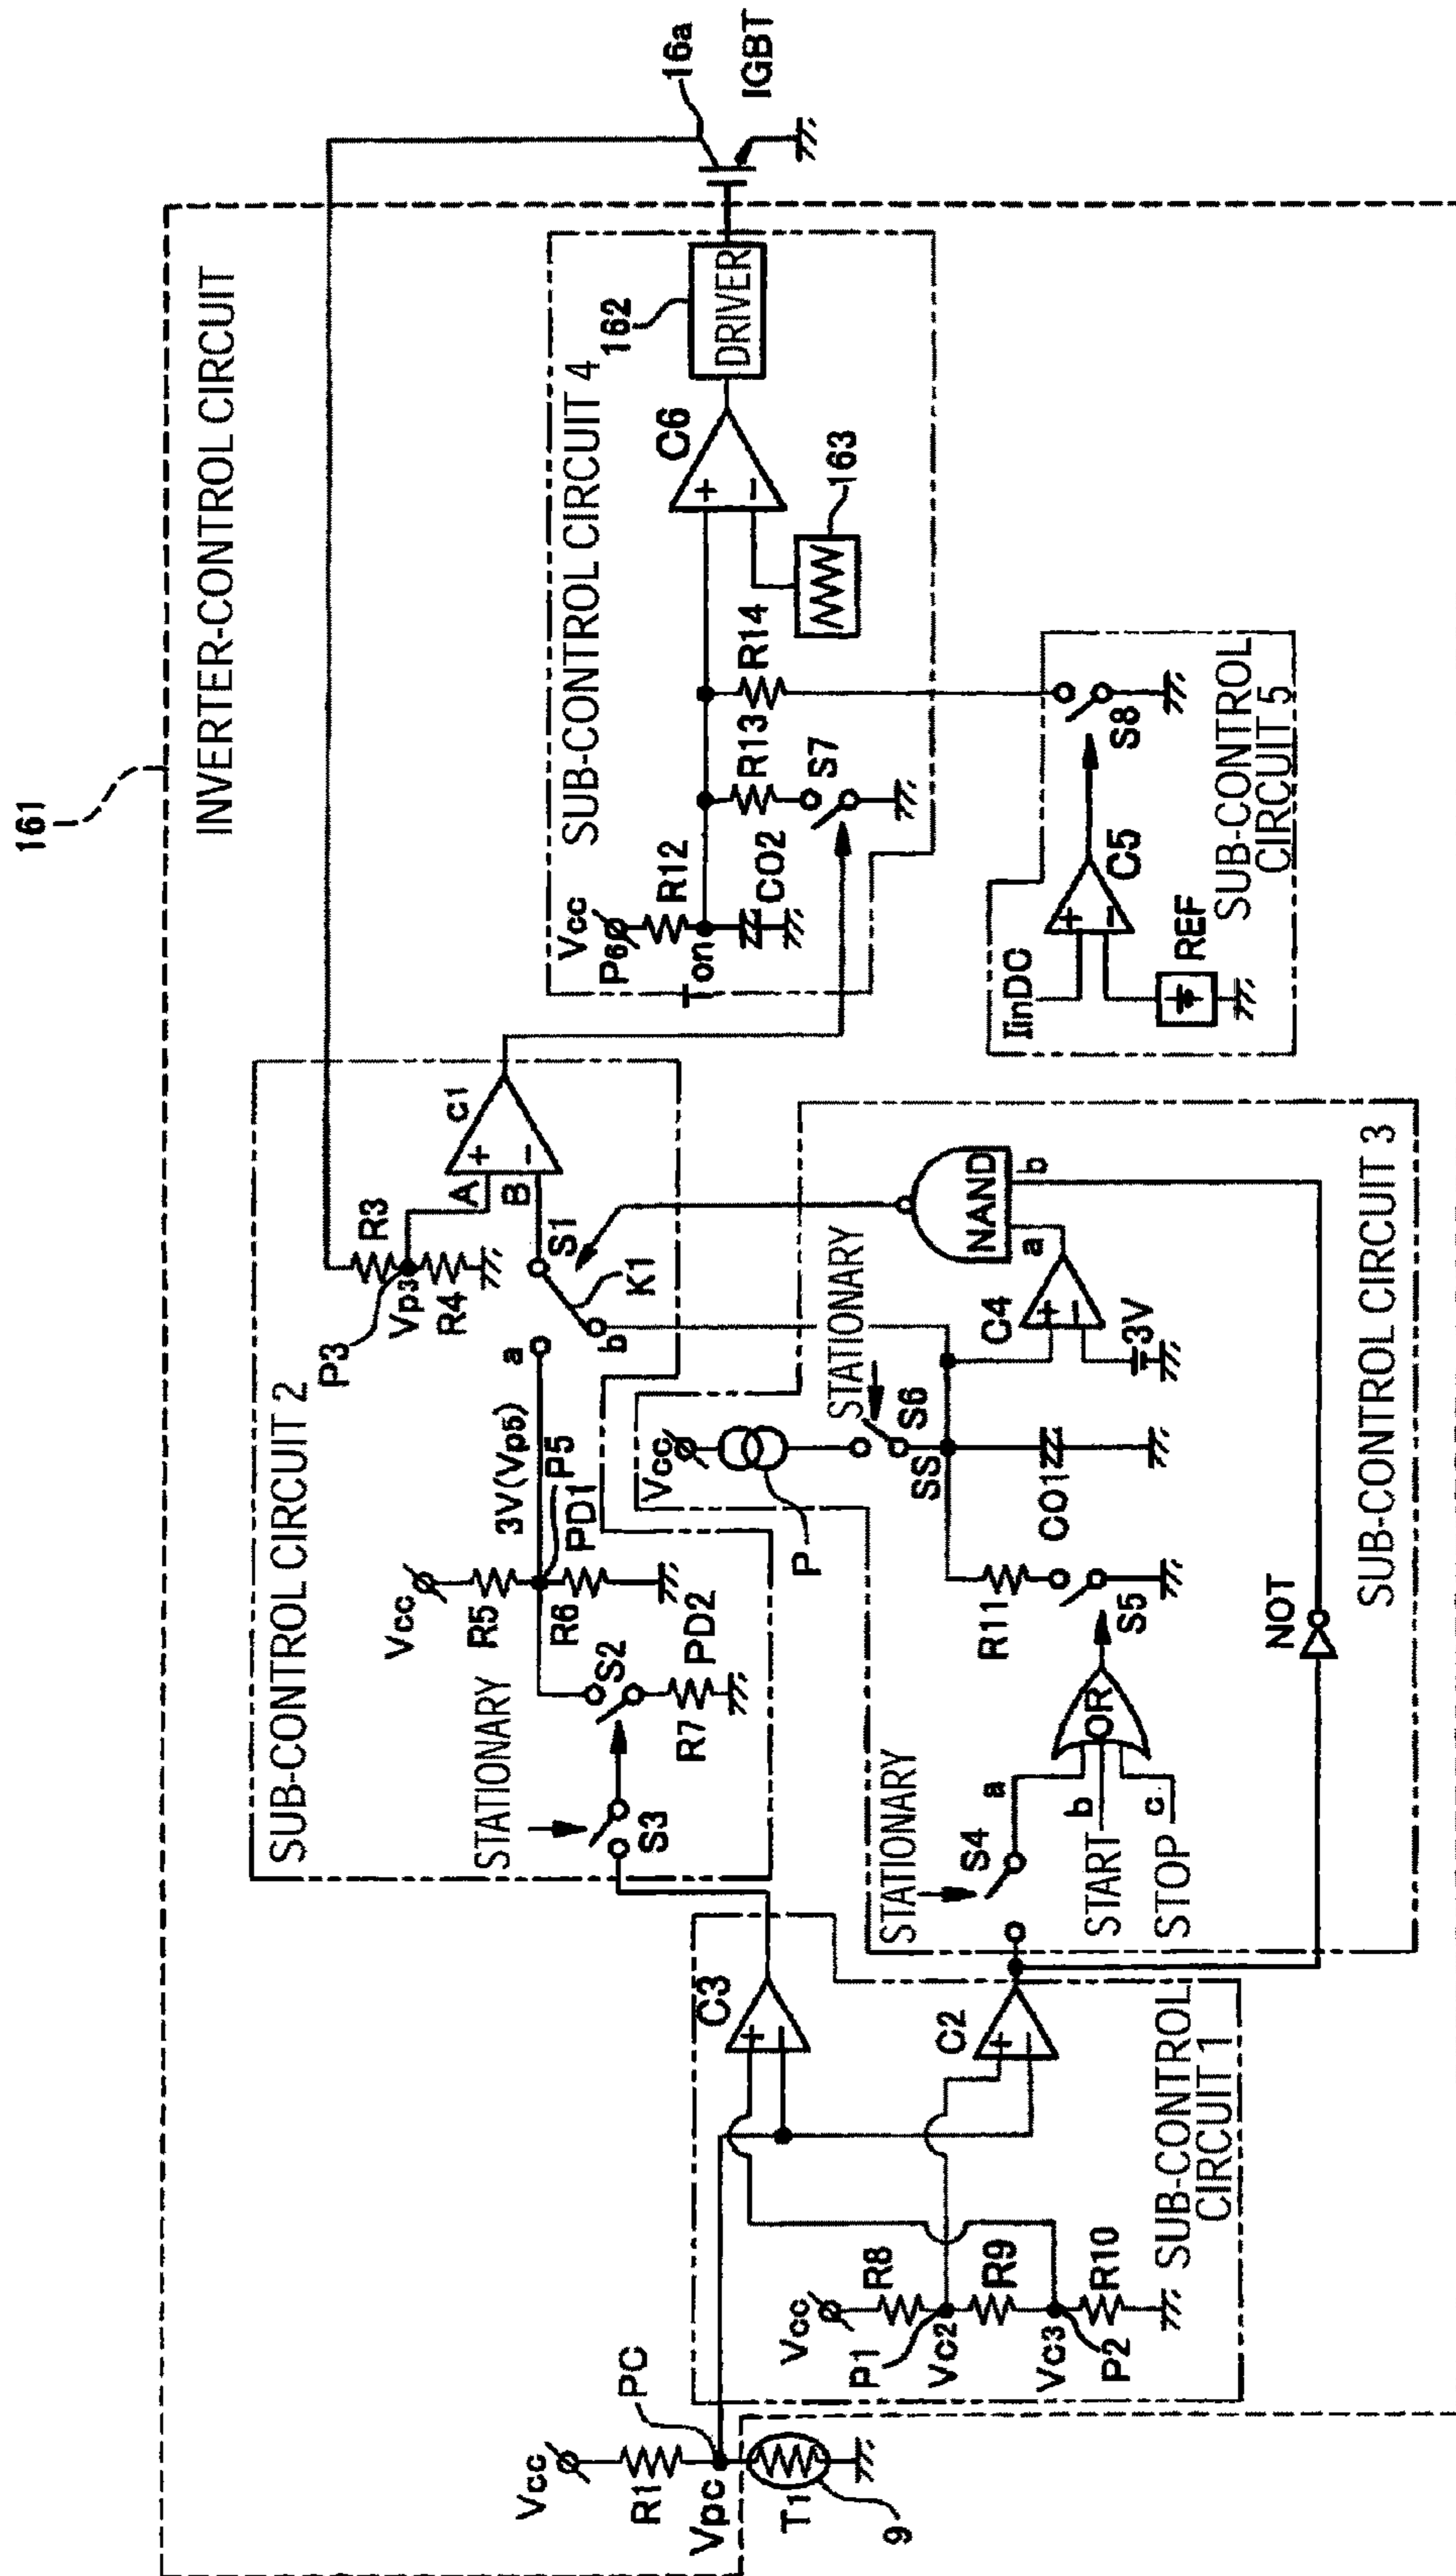 161
INVERTER-CONTROL CIRCUIT
16a
IGBT
SUB-CONTROL CIRCUIT 2
P3
Vp3
R3
R4
A
B
+
−
C1
S1
K1
a
b
3V(Vp5)
P5
PD1
Vcc
R5
R6
S2
PD2
R7
STATIONARY
S3
SUB-CONTROL CIRCUIT 4
162
DRIVER
C6
+
−
163
R14
R13
S7
Vcc
P6
R12
CO2
Ton
SUB-CONTROL
CIRCUIT 5
S8
C5
+
−
IinDC
REF
SUB-CONTROL CIRCUIT 3
NAND
a
b
C4
+
−
3V
STATIONARY
S6
Vcc
P
SS
CO1
R11
S5
OR
a
b
c
START
STOP
STATIONARY
S4
NOT
SUB-CONTROL
CIRCUIT 1
C3
+
−
C2
+
−
Vcc
R8
P1
Vc2
R9
Vc3
P2
R10
Vcc
R1
PC
Vpc
T1
9